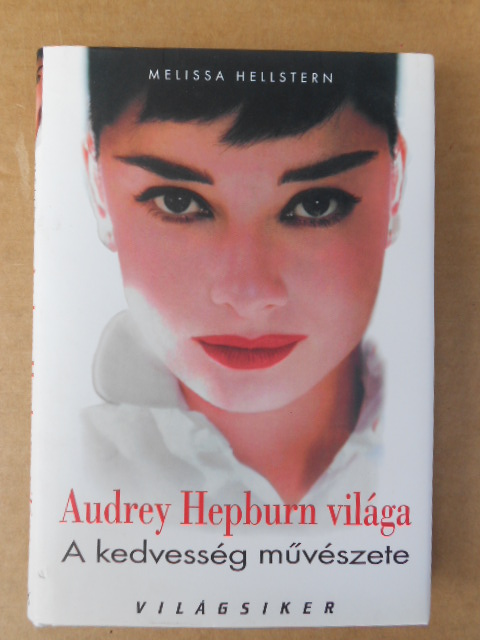 MELISSA HELLSTERN
Audrey Hepburn világa
A kedvesség művészete
VILÁGSIKER